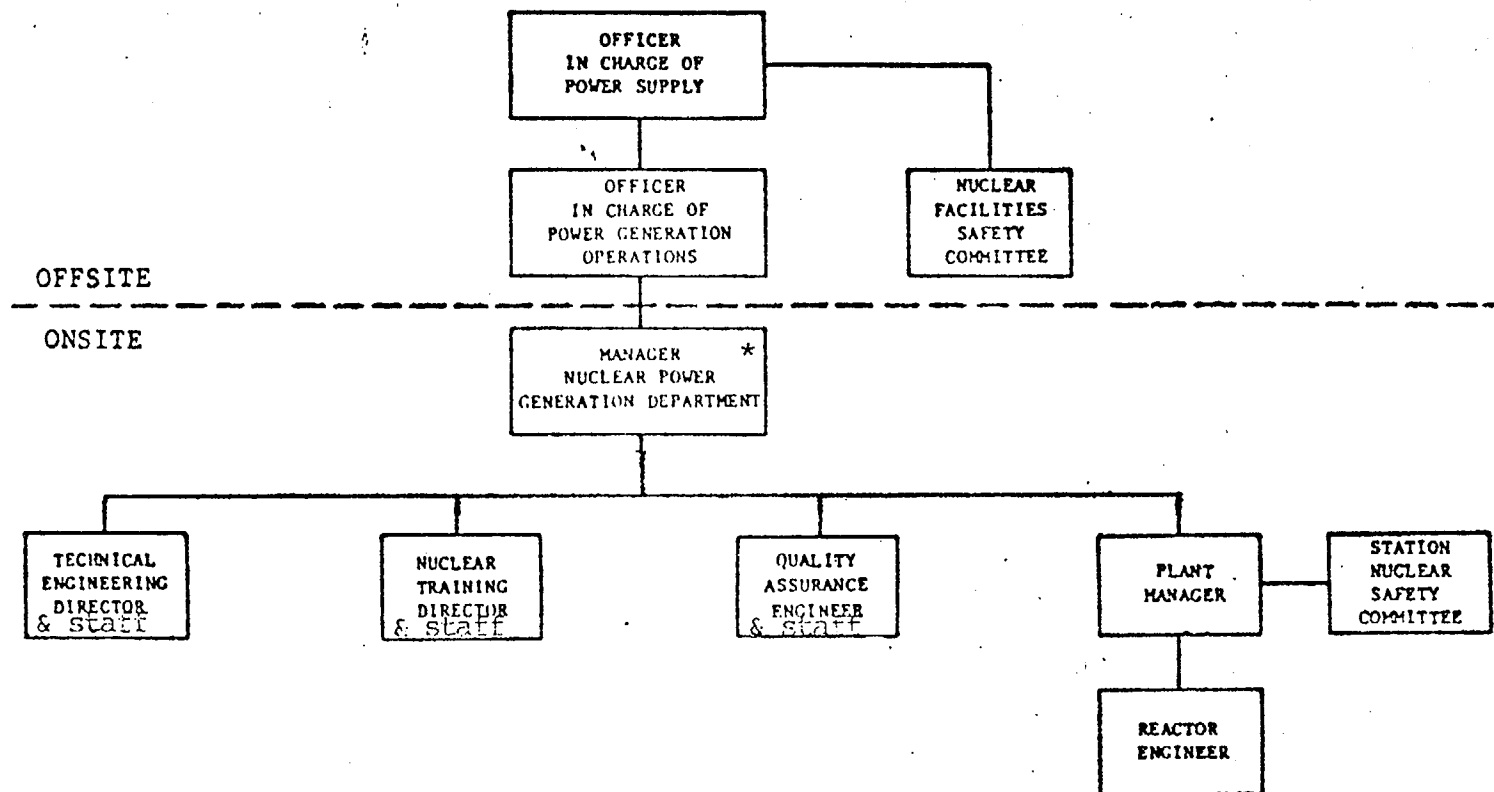 OFFICER
IN CHARGE OF
POWER SUPPLY
OFFICER
IN CHARGE OF
POWER GENERATION
OPERATIONS
NUCLEAR
FACILITIES
SAFETY
COMMITTEE
OFFSITE
ONSITE
MANAGER *
NUCLEAR POWER
GENERATION DEPARTMENT
TECHNICAL
ENGINEERING
DIRECTOR
& staff
NUCLEAR
TRAINING
DIRECTOR
& staff
QUALITY
ASSURANCE
ENGINEER
& staff
PLANT
MANAGER
STATION
NUCLEAR
SAFETY
COMMITTEE
REACTOR
ENGINEER